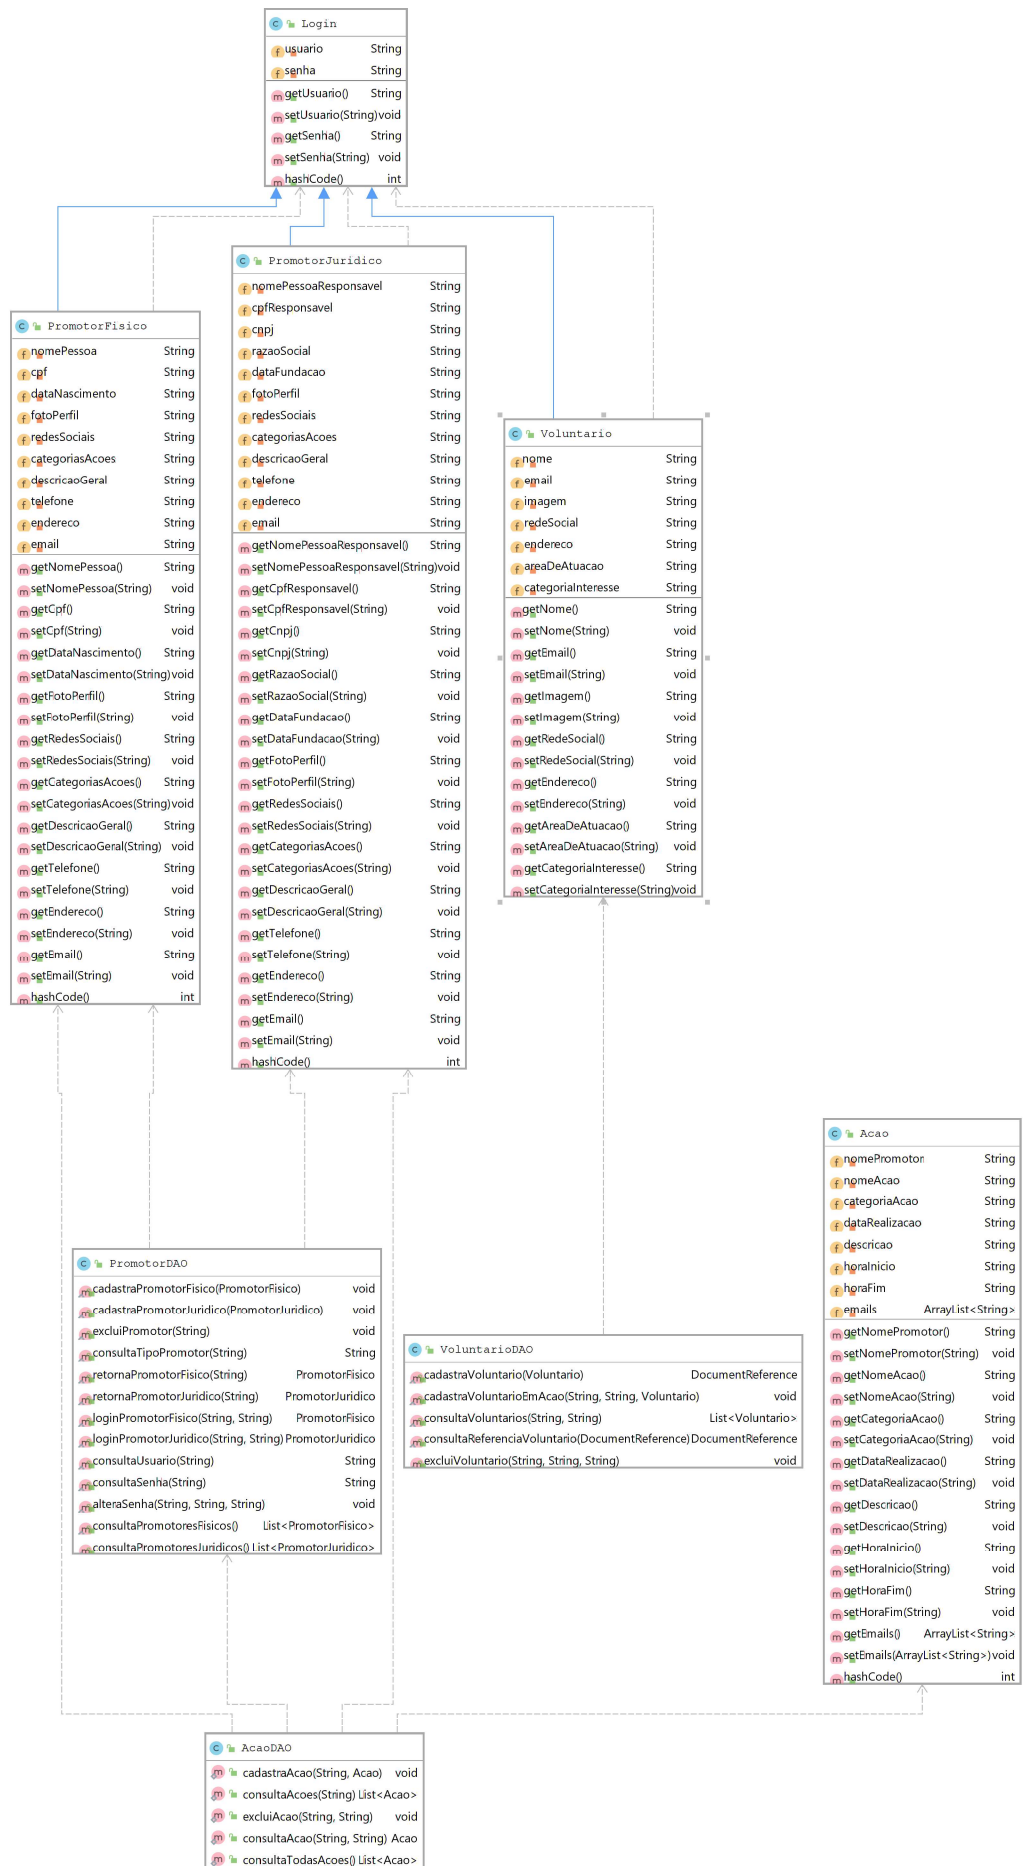 Login
usuario String
senha String
getUsuario() String
setUsuario(String) void
getSenha() String
setSenha(String) void
hashCode() int
PromotorFisico
nomePessoa String
cpf String
dataNascimento String
fotoPerfil String
redesSociais String
categoriasAcoes String
descricaoGeral String
telefone String
endereco String
email String
getNomePessoa() String
setNomePessoa(String) void
getCpf() String
setCpf(String) void
getDataNascimento() String
setDataNascimento(String) void
getFotoPerfil() String
setFotoPerfil(String) void
getRedesSociais() String
setRedesSociais(String) void
getCategoriasAcoes() String
setCategoriasAcoes(String) void
getDescricaoGeral() String
setDescricaoGeral(String) void
getTelefone() String
setTelefone(String) void
getEndereco() String
setEndereco(String) void
getEmail() String
setEmail(String) void
hashCode() int
PromotorJuridico
nomePessoaResponsavel String
cpfResponsavel String
cnpj String
razaoSocial String
dataFundacao String
fotoPerfil String
redesSociais String
categoriasAcoes String
descricaoGeral String
telefone String
endereco String
email String
getNomePessoaResponsavel() String
setNomePessoaResponsavel(String) void
getCpfResponsavel() String
setCpfResponsavel(String) void
getCnpj() String
setCnpj(String) void
getRazaoSocial() String
setRazaoSocial(String) void
getDataFundacao() String
setDataFundacao(String) void
getFotoPerfil() String
setFotoPerfil(String) void
getRedesSociais() String
setRedesSociais(String) void
getCategoriasAcoes() String
setCategoriasAcoes(String) void
getDescricaoGeral() String
setDescricaoGeral(String) void
getTelefone() String
setTelefone(String) void
getEndereco() String
setEndereco(String) void
getEmail() String
setEmail(String) void
hashCode() int
Voluntario
nome String
email String
imagem String
redeSocial String
endereco String
areaDeAtuacao String
categoriaInteresse String
getNome() String
setNome(String) void
getEmail() String
setEmail(String) void
getImagem() String
setImagem(String) void
getRedeSocial() String
setRedeSocial(String) void
getEndereco() String
setEndereco(String) void
getAreaDeAtuacao() String
setAreaDeAtuacao(String) void
getCategoriaInteresse() String
setCategoriaInteresse(String) void
Acao
nomePromotor String
nomeAcao String
categoriaAcao String
dataRealizacao String
descricao String
horaInicio String
horaFim String
emails ArrayList<String>
getNomePromotor() String
setNomePromotor(String) void
getNomeAcao() String
setNomeAcao(String) void
getCategoriaAcao() String
setCategoriaAcao(String) void
getDataRealizacao() String
setDataRealizacao(String) void
getDescricao() String
setDescricao(String) void
getHoraInicio() String
setHoraInicio(String) void
getHoraFim() String
setHoraFim(String) void
getEmails() ArrayList<String>
setEmails(ArrayList<String>) void
hashCode() int
PromotorDAO
cadastraPromotorFisico(PromotorFisico) void
cadastraPromotorJuridico(PromotorJuridico) void
excluiPromotor(String) void
consultaTipoPromotor(String) String
retornaPromotorFisico(String) PromotorFisico
retornaPromotorJuridico(String) PromotorJuridico
loginPromotorFisico(String, String) PromotorFisico
loginPromotorJuridico(String, String) PromotorJuridico
consultaUsuario(String) String
consultaSenha(String) String
alteraSenha(String, String, String) void
consultaPromotoresFisicos() List<PromotorFisico>
consultaPromotoresJuridicos() List<PromotorJuridico>
VoluntarioDAO
cadastraVoluntario(Voluntario) DocumentReference
cadastraVoluntarioEmAcao(String, String, Voluntario) void
consultaVoluntarios(String, String) List<Voluntario>
consultaReferenciaVoluntario(DocumentReference) DocumentReference
excluiVoluntario(String, String, String) void
AcaoDAO
cadastraAcao(String, Acao) void
consultaAcoes(String) List<Acao>
excluiAcao(String, String) void
consultaAcao(String, String) Acao
consultaTodasAcoes() List<Acao>